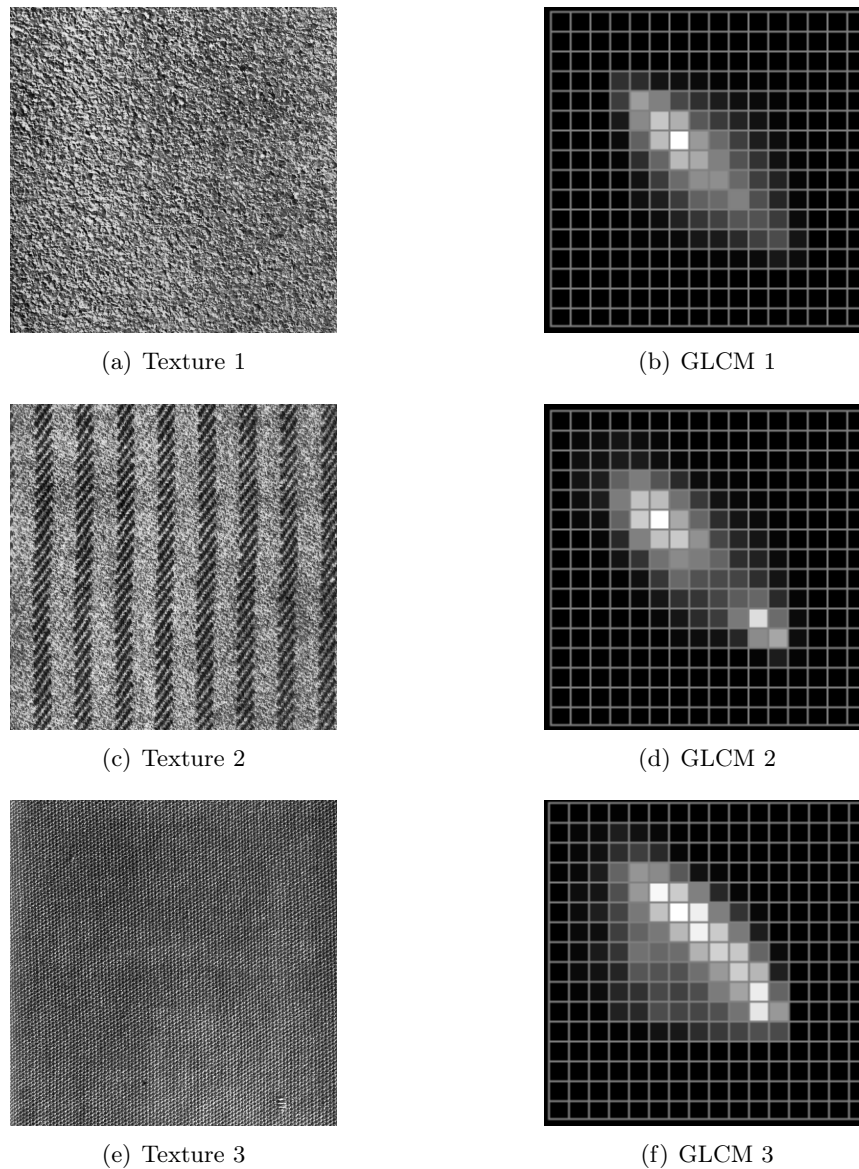 (a) Texture 1
(b) GLCM 1
(c) Texture 2
(d) GLCM 2
(e) Texture 3
(f) GLCM 3